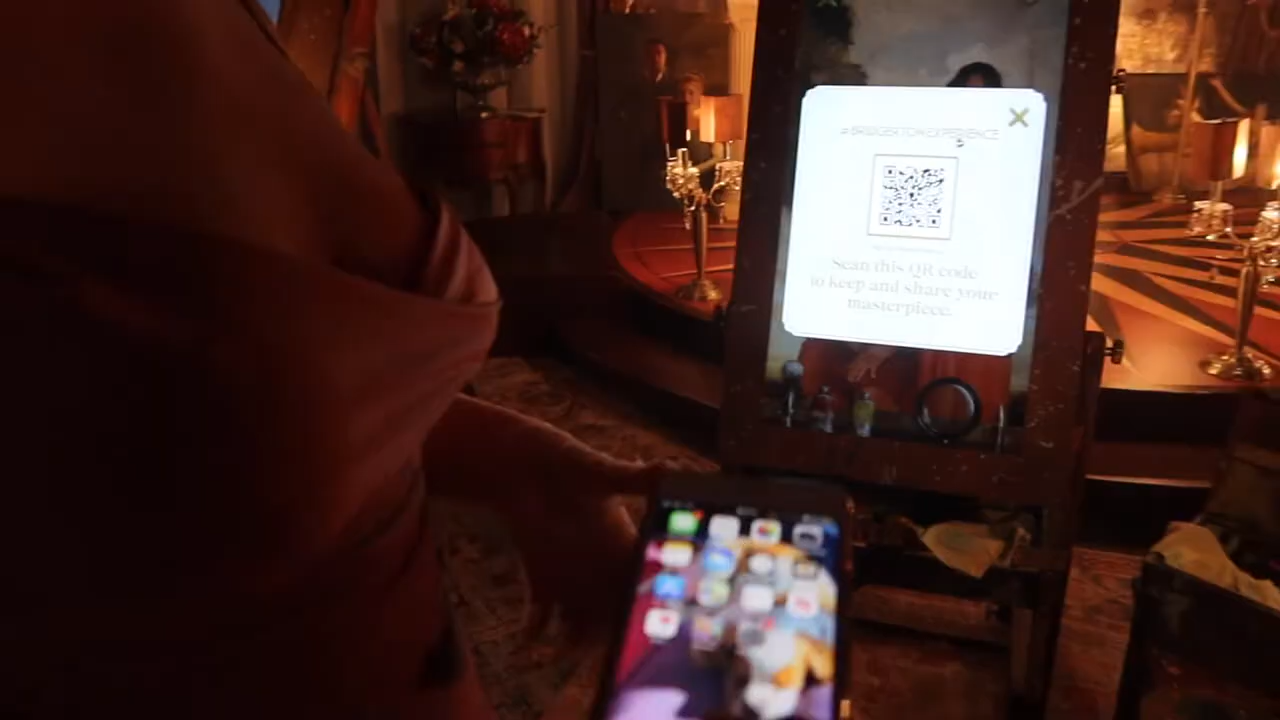 #BRIDGERTONEXPERIENCE
Scan this QR code
to keep and share your
masterpiece.